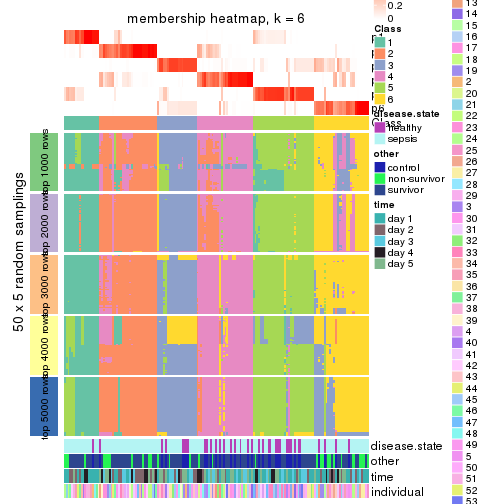 membership heatmap, k = 6
50 x 5 random samplings
top 1000 rows
top 2000 rows
top 3000 rows
top 4000 rows
top 5000 rows
disease.state
other
time
individual
0.2
0
Class
1
2
3
4
5
6
disease.state
healthy
sepsis
other
control
non-survivor
survivor
time
day 1
day 2
day 3
day 4
day 5
13
14
15
16
17
18
19
2
20
21
22
23
24
25
26
27
28
29
3
30
31
32
33
34
35
36
37
38
39
4
40
41
42
43
44
45
46
47
48
49
5
50
51
52
53